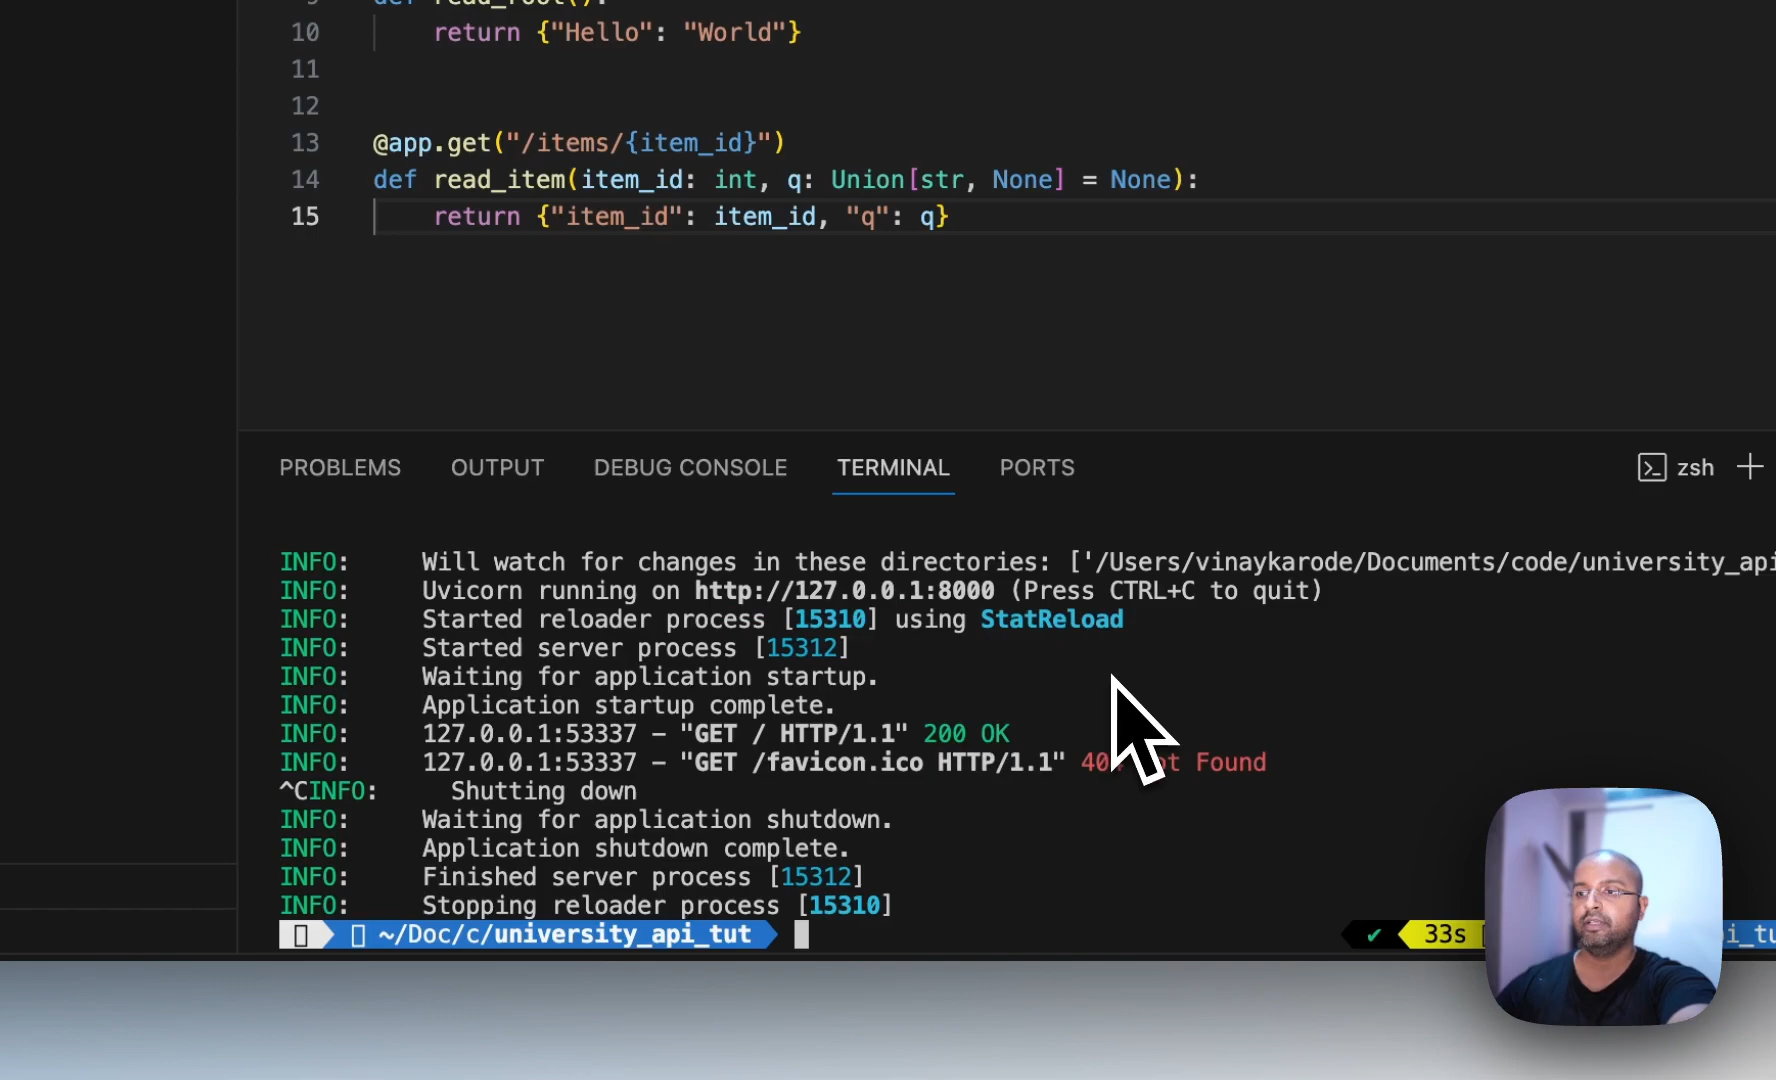 9 def read_root():
10 return {"Hello": "World"}
11
12
13 @app.get("/items/{item_id}")
14 def read_item(item_id: int, q: Union[str, None] = None):
15 return {"item_id": item_id, "q": q}
PROBLEMS OUTPUT DEBUG CONSOLE TERMINAL PORTS zsh
INFO: Will watch for changes in these directories: ['/Users/vinaykarode/Documents/code/university_api
INFO: Uvicorn running on http://127.0.0.1:8000 (Press CTRL+C to quit)
INFO: Started reloader process [15310] using StatReload
INFO: Started server process [15312]
INFO: Waiting for application startup.
INFO: Application startup complete.
INFO: 127.0.0.1:53337 - "GET / HTTP/1.1" 200 OK
INFO: 127.0.0.1:53337 - "GET /favicon.ico HTTP/1.1" Found
^CINFO: Shutting down
INFO: Waiting for application shutdown.
INFO: Application shutdown complete.
INFO: Finished server process [15312]
INFO: Stopping reloader process [15310]
~/Doc/c/university_api_tut ✔ 33s